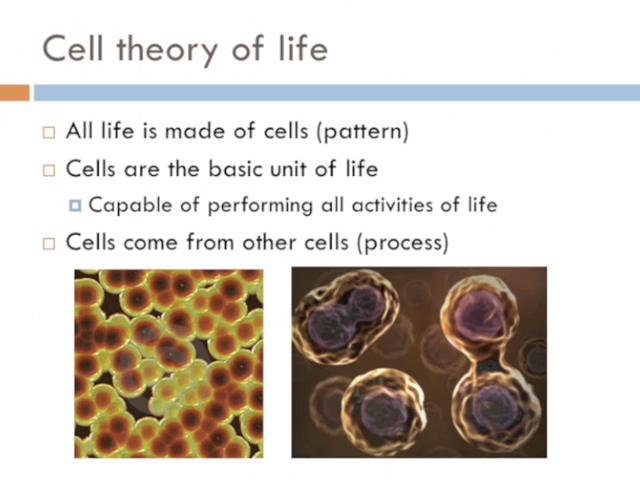 Cell theory of life
All life is made of cells (pattern)
Cells are the basic unit of life
Capable of performing all activities of life
Cells come from other cells (process)